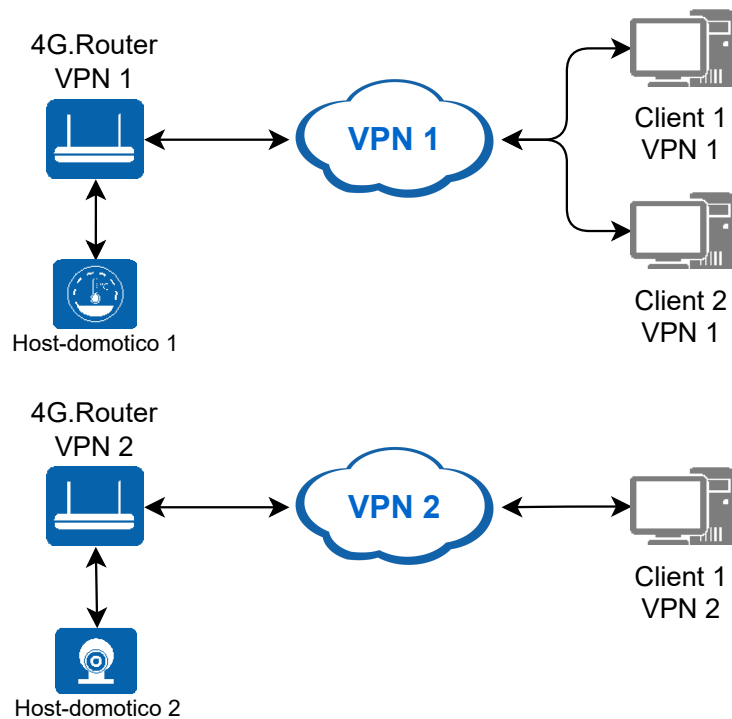 4G.Router
VPN 1
VPN 1
Client 1
VPN 1
°C
Host-domotico 1
Client 2
VPN 1
4G.Router
VPN 2
VPN 2
Client 1
VPN 2
Host-domotico 2